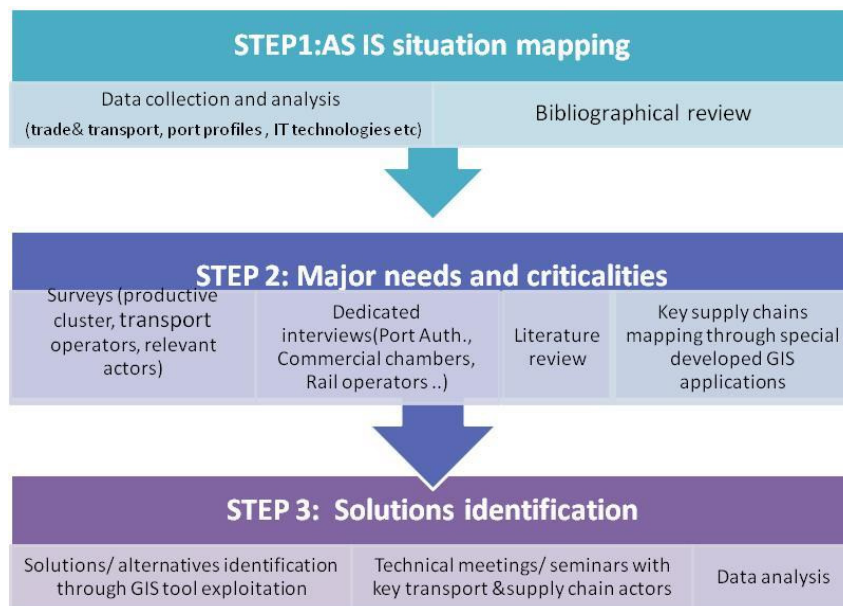 STEP1:AS IS situation mapping
Data collection and analysis
(trade& transport, port profiles , IT technologies etc)
Bibliographical review
STEP 2: Major needs and criticalities
Surveys (productive
cluster, transport
operators, relevant
actors)
Dedicated
interviews(Port Auth.,
Commercial chambers,
Rail operators ..)
Literature
review
Key supply chains
mapping through special
developed GIS
applications
STEP 3: Solutions identification
Solutions/ alternatives identification
through GIS tool exploitation
Technical meetings/ seminars with
key transport &supply chain actors
Data analysis